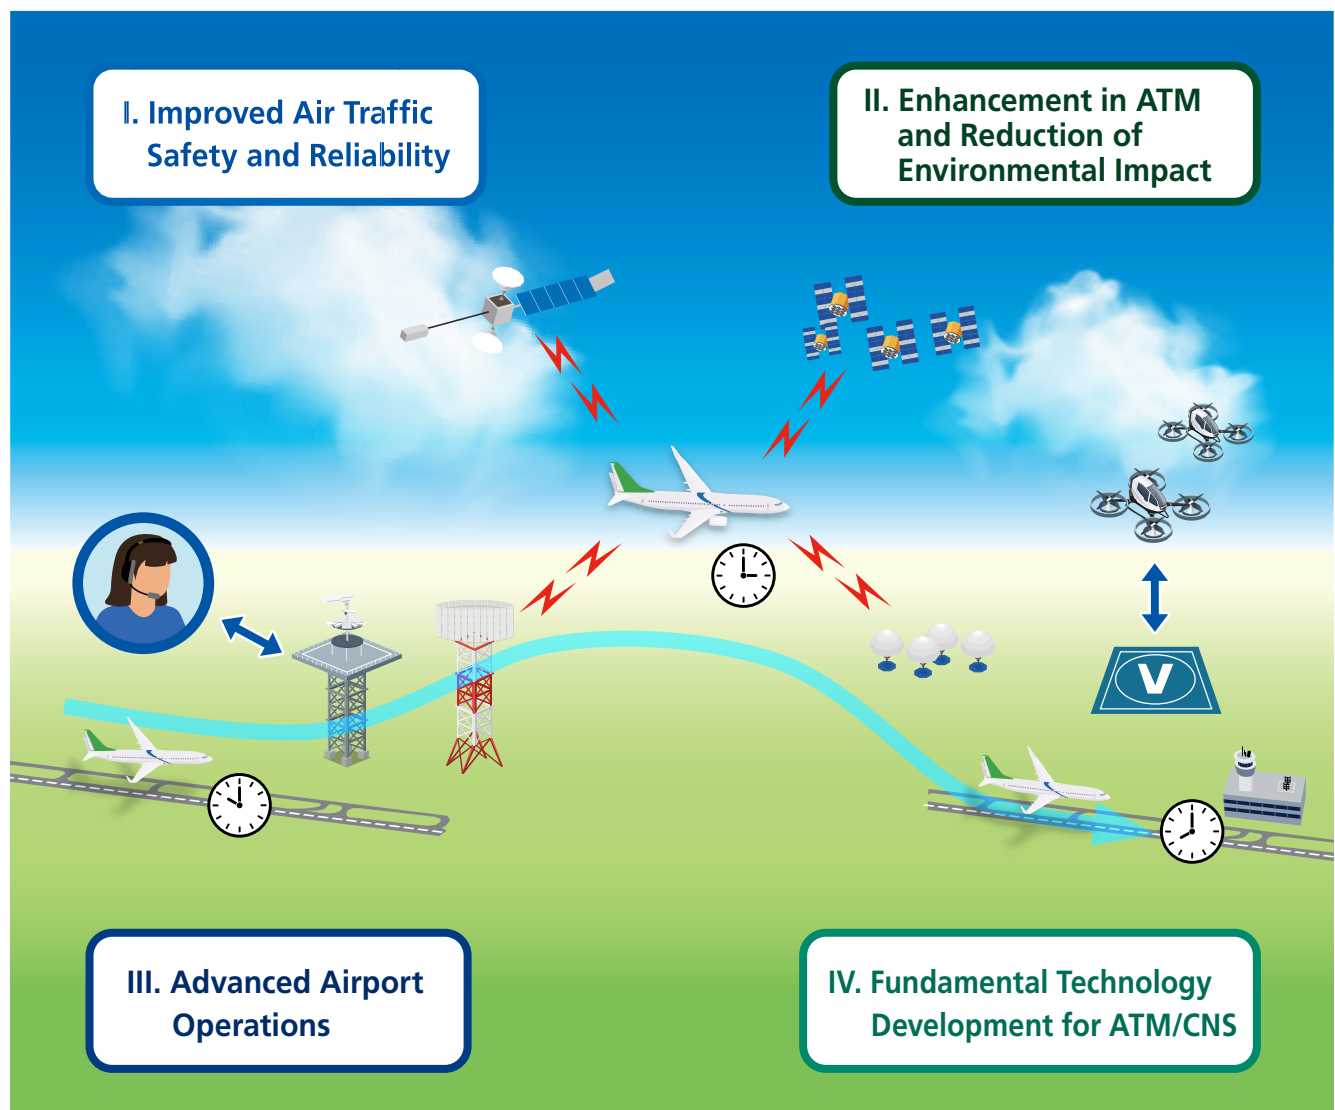 I. Improved Air Traffic
Safety and Reliability
II. Enhancement in ATM
and Reduction of
Environmental Impact
V
III. Advanced Airport
Operations
IV. Fundamental Technology
Development for ATM/CNS